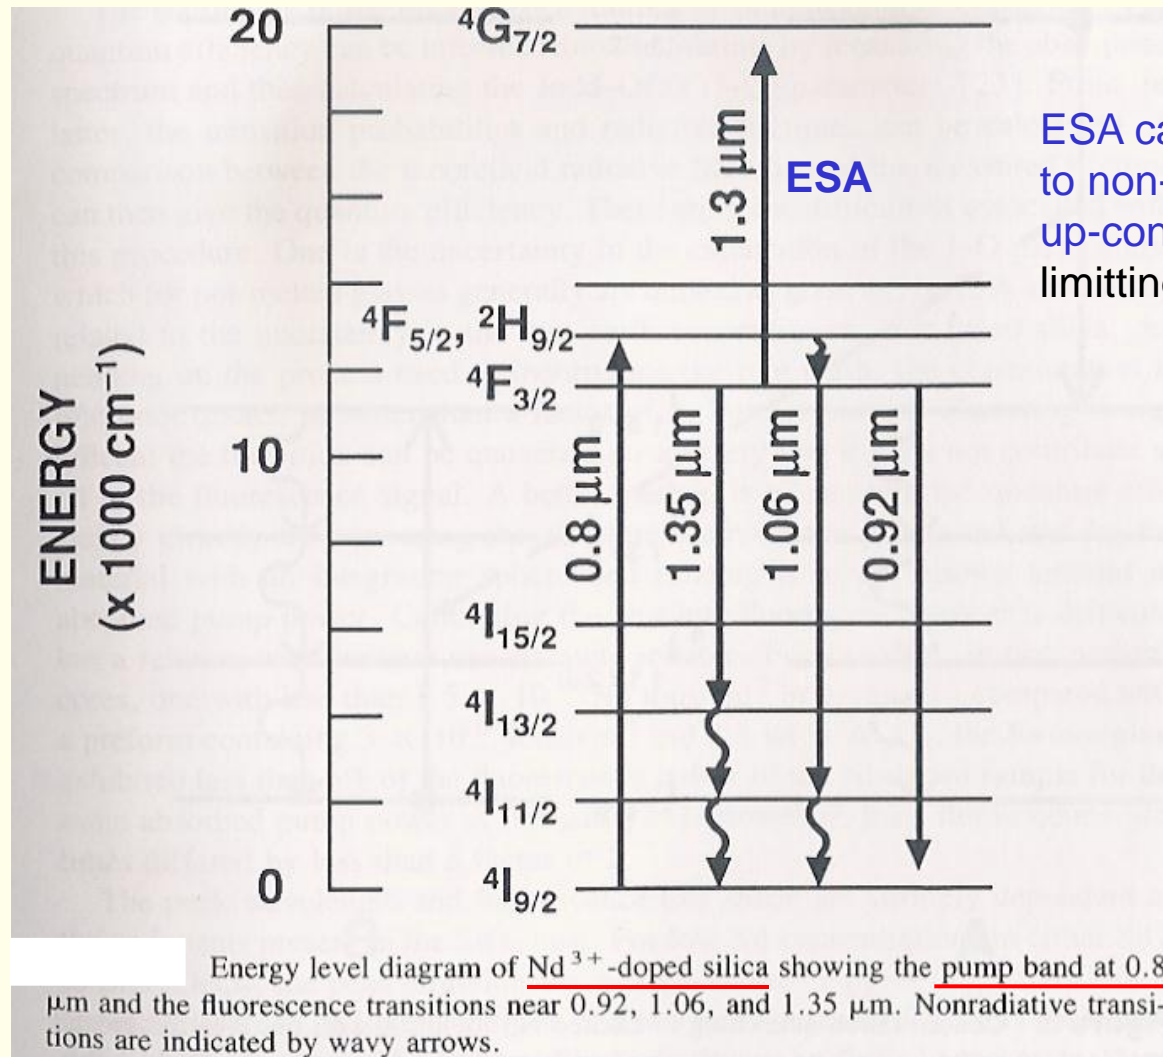 20
⁴G₇/₂
ESA ca
to non-
up-con
limitting
1.3 μm
ESA
⁴F₅/₂, ²H₉/₂
⁴F₃/₂
ENERGY
(x 1000 cm⁻¹)
10
0.8 μm
1.35 μm
1.06 μm
0.92 μm
⁴I₁₅/₂
⁴I₁₃/₂
⁴I₁₁/₂
0
⁴I₉/₂
Energy level diagram of Nd³⁺-doped silica showing the pump band at 0.8
μm and the fluorescence transitions near 0.92, 1.06, and 1.35 μm. Nonradiative transi-
tions are indicated by wavy arrows.